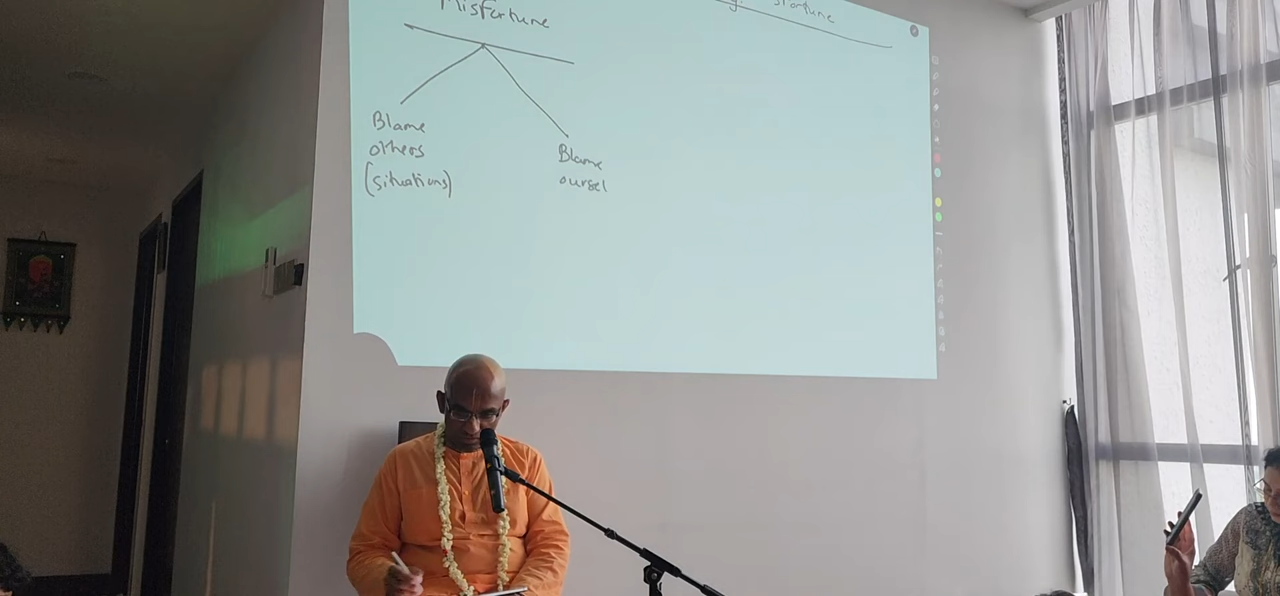 Misfortune
Blame
others
(situations)
Blame
oursel